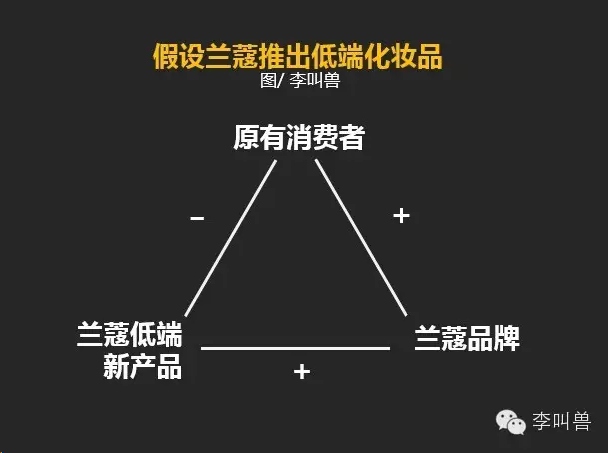 假设兰蔻推出低端化妆品
图/ 李叫兽
原有消费者
– +
兰蔻低端
新产品
兰蔻品牌
+
李叫兽